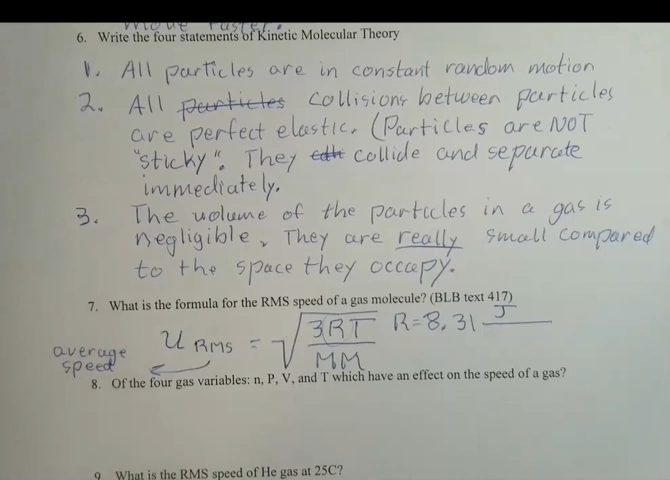 move faster.
6. Write the four statements of Kinetic Molecular Theory
1. All particles are in constant random motion
2. All particles collisions between particles
are perfect elastic. (Particles are NOT
"sticky". They collide and separate
immediately.
3. The volume of the particles in a gas is
negligible. They are really small compared
to the space they occapy.
7. What is the formula for the RMS speed of a gas molecule? (BLB text 417)
U RMS = √ 3RT / MM R = 8.31 J
average
speed
8. Of the four gas variables: n, P, V, and T which have an effect on the speed of a gas?
9 What is the RMS speed of He gas at 25C?